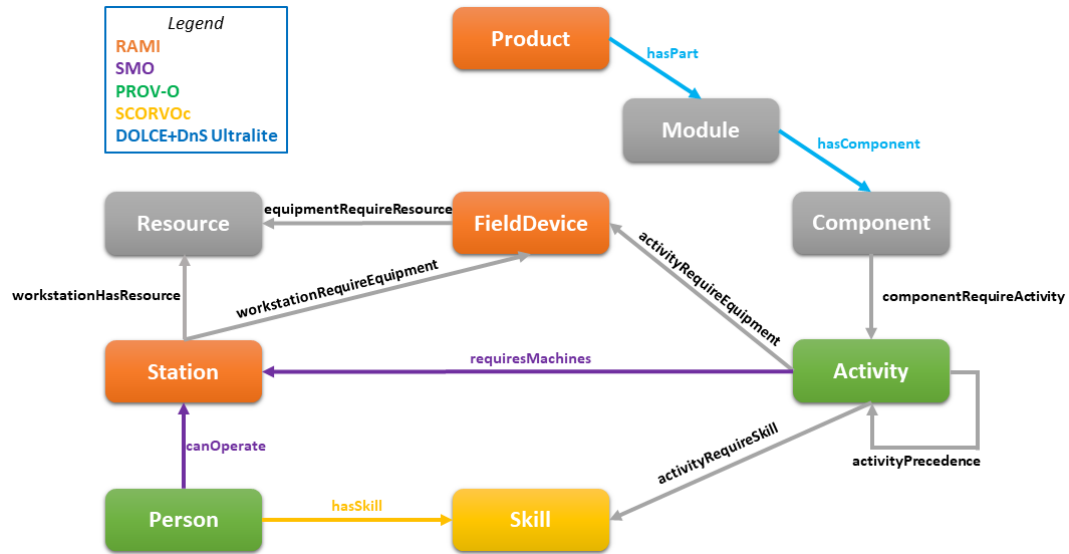 Legend
RAMI
SMO
PROV-O
SCORVOc
DOLCE+DnS Ultralite
Product
hasPart
Module
hasComponent
Resource
equipmentRequireResource
FieldDevice
Component
activityRequireEquipment
workstationRequireEquipment
workstationHasResource
componentRequireActivity
Station
requiresMachines
Activity
canOperate
activityRequireSkill
activityPrecedence
Person
hasSkill
Skill